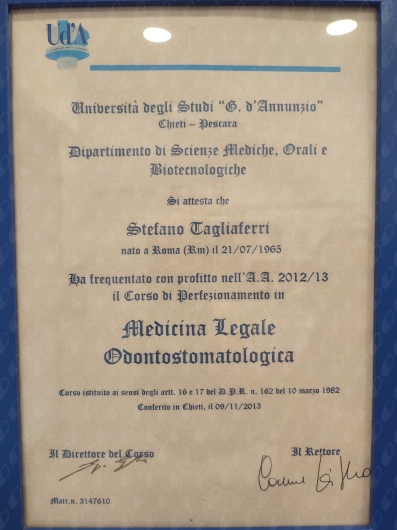 Ud'A
Università degli Studi "G. d'Annunzio"
Chieti – Pescara
Dipartimento di Scienze Mediche, Orali e
Biotecnologiche
Si attesta che
Stefano Tagliaferri
nato a Roma (Rm) il 21/07/1965
Ha frequentato con profitto nell'A.A. 2012/13
il Corso di Perfezionamento in
Medicina Legale
Odontostomatologica
Corso istituito ai sensi degli artt. 16 e 17 del D.P.R. n. 162 del 10 marzo 1982
Conferito in Chieti, il 09/11/2013
Il Direttore del Corso
Il Rettore
Matr.n. 3147610